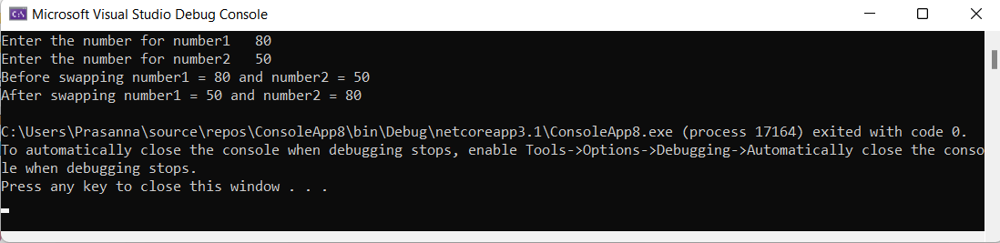 Microsoft Visual Studio Debug Console
Enter the number for number1   80
Enter the number for number2   50
Before swapping number1 = 80 and number2 = 50
After swapping number1 = 50 and number2 = 80
C:\Users\Prasanna\source\repos\ConsoleApp8\bin\Debug\netcoreapp3.1\ConsoleApp8.exe (process 17164) exited with code 0.
To automatically close the console when debugging stops, enable Tools->Options->Debugging->Automatically close the conso
le when debugging stops.
Press any key to close this window . . .